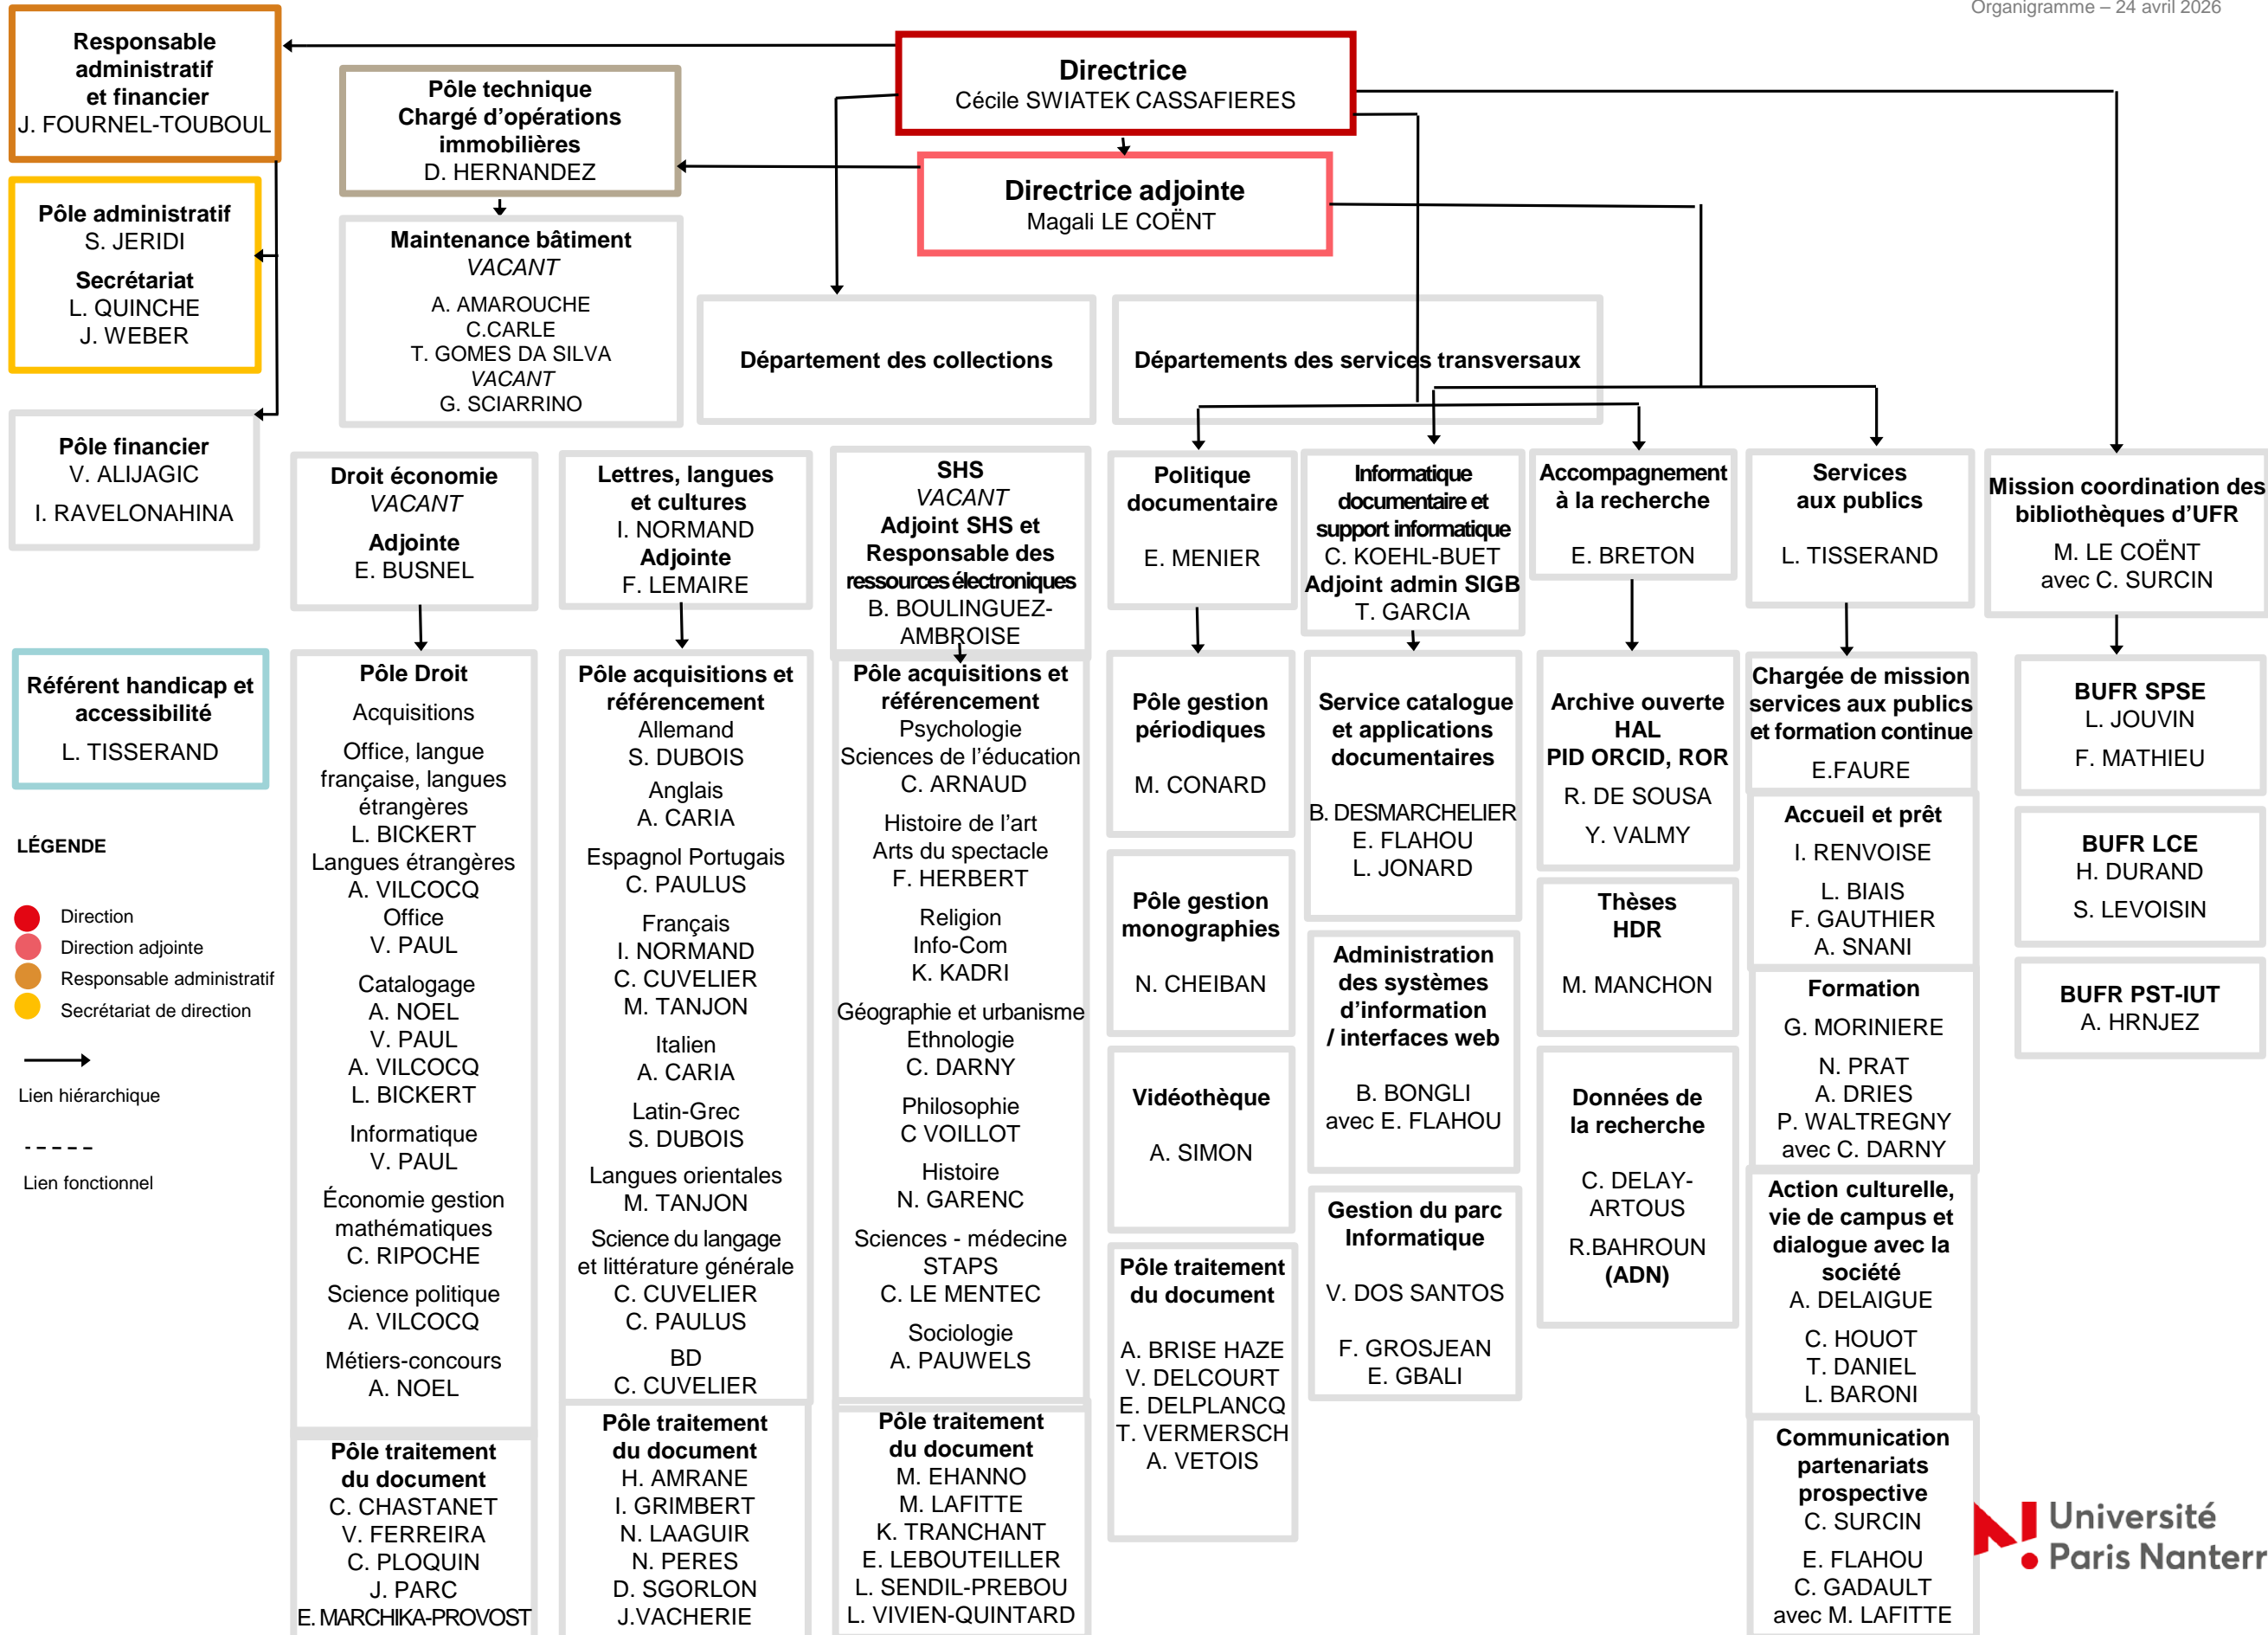 Organigramme – 24 avril 2026
Responsable
administratif
et financier
J. FOURNEL-TOUBOUL
Pôle technique
Chargé d’opérations
immobilières
D. HERNANDEZ
Directrice
Cécile SWIATEK CASSAFIERES
Directrice adjointe
Magali LE COËNT
Pôle administratif
S. JERIDI
Secrétariat
L. QUINCHE
J. WEBER
Maintenance bâtiment
VACANT
A. AMAROUCHE
C.CARLE
T. GOMES DA SILVA
VACANT
G. SCIARRINO
Département des collections
Départements des services transversaux
Pôle financier
V. ALIJAGIC
I. RAVELONAHINA
Droit économie
VACANT
Adjointe
E. BUSNEL
Lettres, langues
et cultures
I. NORMAND
Adjointe
F. LEMAIRE
SHS
VACANT
Adjoint SHS et
Responsable des
ressources électroniques
B. BOULINGUEZ-
AMBROISE
Politique
documentaire
E. MENIER
Informatique
documentaire et
support informatique
C. KOEHL-BUET
Adjoint admin SIGB
T. GARCIA
Accompagnement
à la recherche
E. BRETON
Services
aux publics
L. TISSERAND
Mission coordination des
bibliothèques d’UFR
M. LE COËNT
avec C. SURCIN
Référent handicap et
accessibilité
L. TISSERAND
LÉGENDE
Direction
Direction adjointe
Responsable administratif
Secrétariat de direction
Lien hiérarchique
Lien fonctionnel
Pôle Droit
Acquisitions
Office, langue
française, langues
étrangères
L. BICKERT
Langues étrangères
A. VILCOCQ
Office
V. PAUL
Catalogage
A. NOEL
V. PAUL
A. VILCOCQ
L. BICKERT
Informatique
V. PAUL
Économie gestion
mathématiques
C. RIPOCHE
Science politique
A. VILCOCQ
Métiers-concours
A. NOEL
Pôle traitement
du document
C. CHASTANET
V. FERREIRA
C. PLOQUIN
J. PARC
E. MARCHIKA-PROVOST
Pôle acquisitions et
référencement
Allemand
S. DUBOIS
Anglais
A. CARIA
Espagnol Portugais
C. PAULUS
Français
I. NORMAND
C. CUVELIER
M. TANJON
Italien
A. CARIA
Latin-Grec
S. DUBOIS
Langues orientales
M. TANJON
Science du langage
et littérature générale
C. CUVELIER
C. PAULUS
BD
C. CUVELIER
Pôle traitement
du document
H. AMRANE
I. GRIMBERT
N. LAAGUIR
N. PERES
D. SGORLON
J.VACHERIE
Pôle acquisitions et
référencement
Psychologie
Sciences de l’éducation
C. ARNAUD
Histoire de l’art
Arts du spectacle
F. HERBERT
Religion
Info-Com
K. KADRI
Géographie et urbanisme
Ethnologie
C. DARNY
Philosophie
C VOILLOT
Histoire
N. GARENC
Sciences - médecine
STAPS
C. LE MENTEC
Sociologie
A. PAUWELS
Pôle traitement
du document
M. EHANNO
M. LAFITTE
K. TRANCHANT
E. LEBOUTEILLER
L. SENDIL-PREBOU
L. VIVIEN-QUINTARD
Pôle gestion
périodiques
M. CONARD
Pôle gestion
monographies
N. CHEIBAN
Vidéothèque
A. SIMON
Pôle traitement
du document
A. BRISE HAZE
V. DELCOURT
E. DELPLANCQ
T. VERMERSCH
A. VETOIS
Service catalogue
et applications
documentaires
B. DESMARCHELIER
E. FLAHOU
L. JONARD
Administration
des systèmes
d’information
/ interfaces web
B. BONGLI
avec E. FLAHOU
Gestion du parc
Informatique
V. DOS SANTOS
F. GROSJEAN
E. GBALI
Archive ouverte
HAL
PID ORCID, ROR
R. DE SOUSA
Y. VALMY
Thèses
HDR
M. MANCHON
Données de
la recherche
C. DELAY-
ARTOUS
R.BAHROUN
(ADN)
Chargée de mission
services aux publics
et formation continue
E.FAURE
Accueil et prêt
I. RENVOISE
L. BIAIS
F. GAUTHIER
A. SNANI
Formation
G. MORINIERE
N. PRAT
A. DRIES
P. WALTREGNY
avec C. DARNY
Action culturelle,
vie de campus et
dialogue avec la
société
A. DELAIGUE
C. HOUOT
T. DANIEL
L. BARONI
Communication
partenariats
prospective
C. SURCIN
E. FLAHOU
C. GADAULT
avec M. LAFITTE
BUFR SPSE
L. JOUVIN
F. MATHIEU
BUFR LCE
H. DURAND
S. LEVOISIN
BUFR PST-IUT
A. HRNJEZ
Université
Paris Nanterr